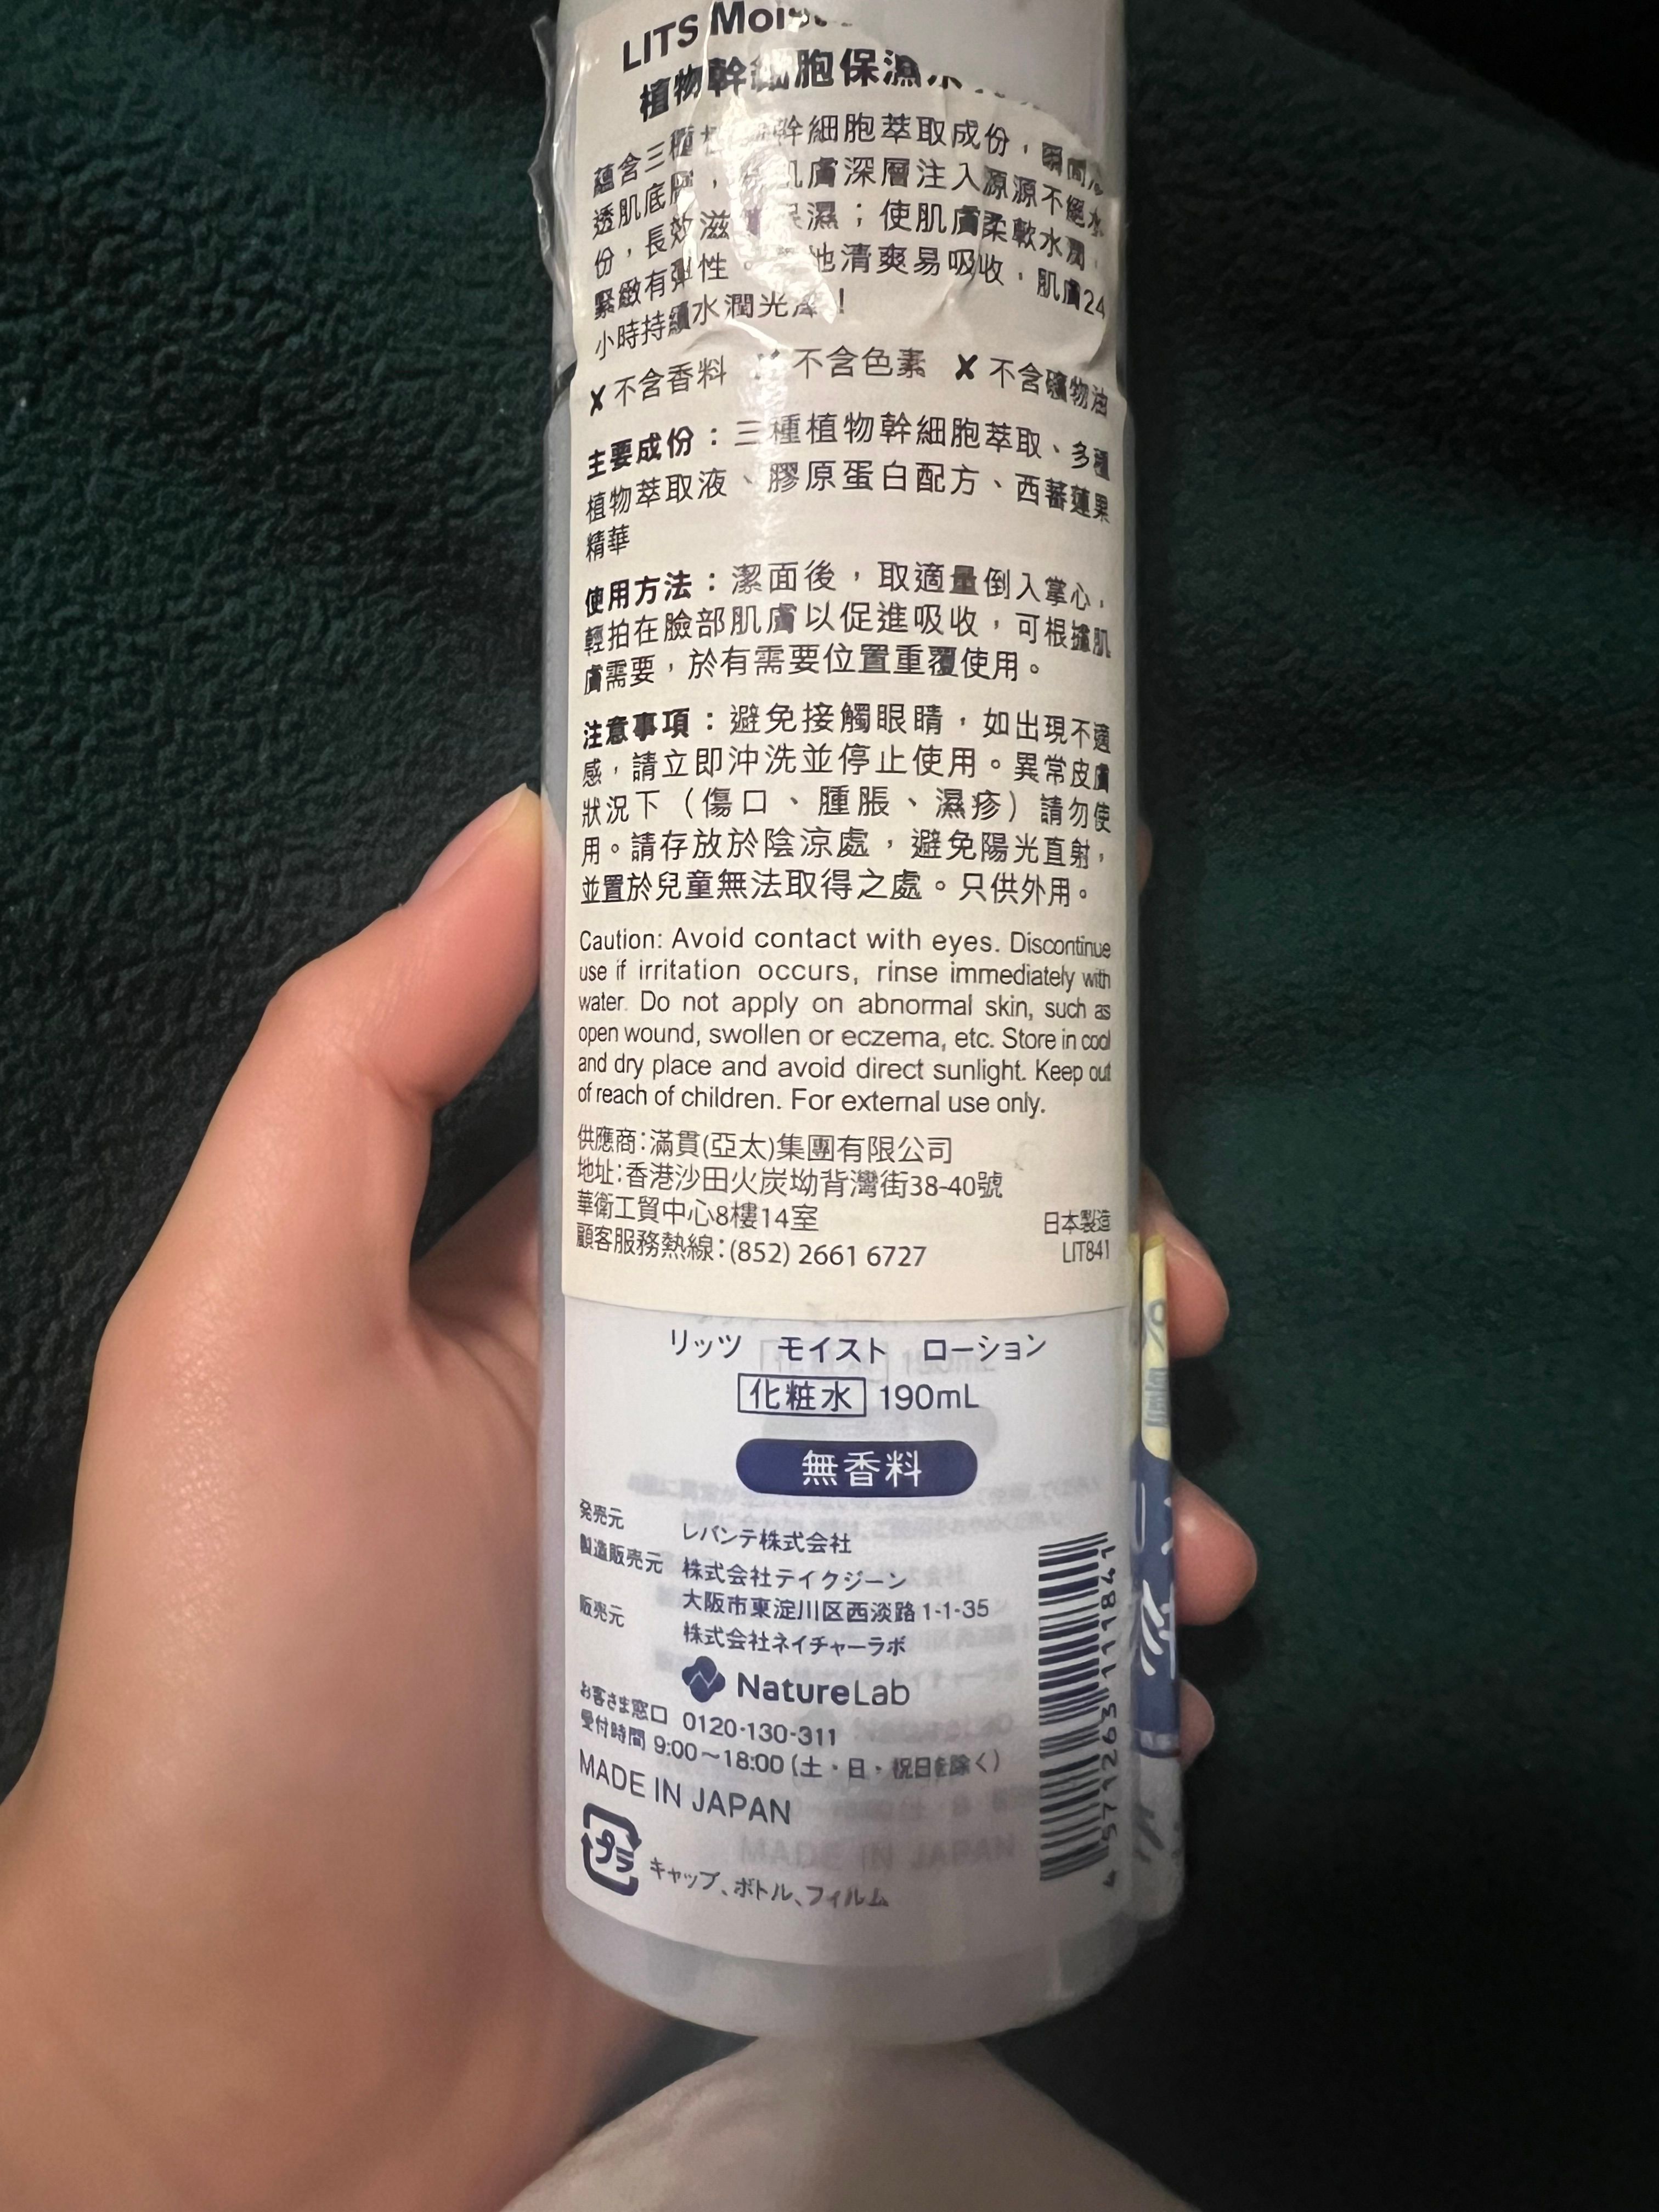 LITS
植物幹細胞保濕
蘊含三種 幹細胞萃取成份，瞬間
透肌底層， 肌膚深層注入源源不絕水
份，長效滋 保濕；使肌膚柔軟水潤，
緊緻有彈性。 地清爽易吸收，肌膚24
小時持續水潤光澤！
✗不含香料 不含色素 ✗不含礦物油
主要成份：三種植物幹細胞萃取、多種
植物萃取液、膠原蛋白配方、西蕃蓮果
精華
使用方法：潔面後，取適量倒入掌心，
輕拍在臉部肌膚以促進吸收，可根據肌
膚需要，於有需要位置重覆使用。
注意事項：避免接觸眼睛，如出現不適
感，請立即沖洗並停止使用。異常皮膚
狀況下（傷口、腫脹、濕疹）請勿使
用。請存放於陰涼處，避免陽光直射，
並置於兒童無法取得之處。只供外用。
Caution: Avoid contact with eyes. Discontinue
use if irritation occurs, rinse immediately with
water. Do not apply on abnormal skin, such as
open wound, swollen or eczema, etc. Store in cool
and dry place and avoid direct sunlight. Keep out
of reach of children. For external use only.
供應商：滿貫(亞太)集團有限公司
地址：香港沙田火炭坳背灣街38-40號
華衛工貿中心8樓14室
顧客服務熱線：(852) 2661 6727
日本製造
LIT841
リッツ モイスト ローション
化粧水 190mL
無香料
発売元 レバンテ株式会社
製造販売元 株式会社テイクジーン
大阪市東淀川区西淡路1-1-35
販売元 株式会社ネイチャーラボ
NatureLab
お客さま窓口 0120-130-311
受付時間 9:00～18:00（土・日・祝日を除く）
MADE IN JAPAN
プラ キャップ、ボトル、フィルム
4571263111841